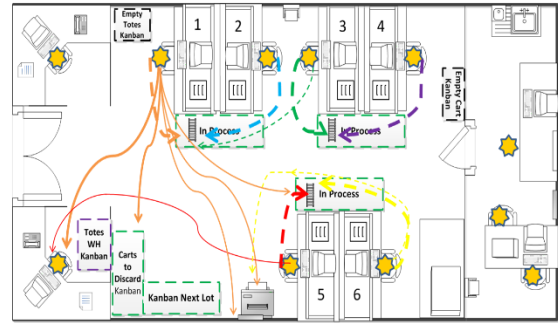 Empty
Totes
Kanban
1
2
3
4
Empty Cart
Kanban
In Process
In Process
In Process
Totes
WH
Kanban
Carts
to
Discard
Kanban
Kanban Next Lot
5
6